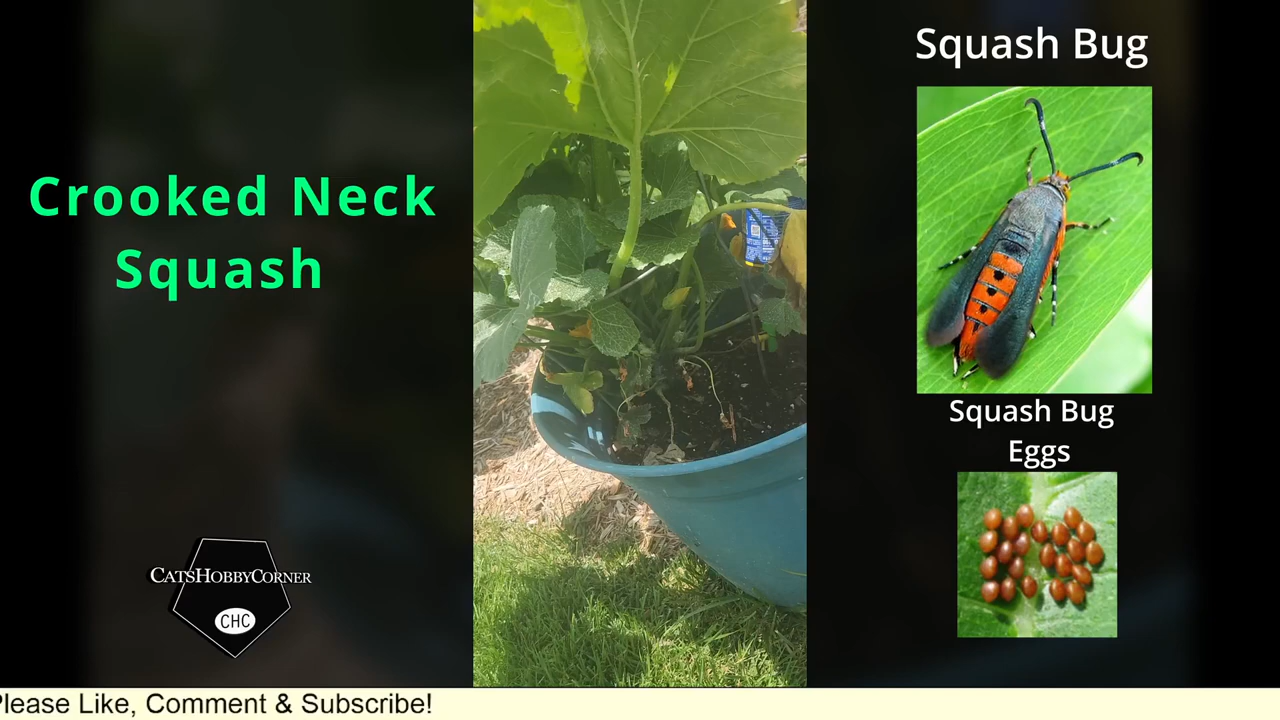 Crooked Neck
Squash
CATSHOBBYCORNER
CHC
Squash Bug
Squash Bug
Eggs
Please Like, Comment & Subscribe!